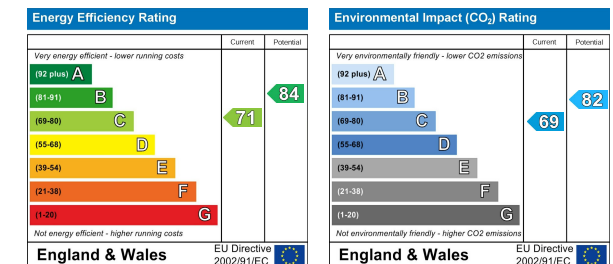 Energy Efficiency Rating
Current Potential
Very energy efficient - lower running costs
(92 plus) A
(81-91) B
84
(69-80) C
71
(55-68) D
(39-54) E
(21-38) F
(1-20) G
Not energy efficient - higher running costs
England & Wales
EU Directive
2002/91/EC
Environmental Impact (CO₂) Rating
Current Potential
Very environmentally friendly - lower CO2 emissions
(92 plus) A
(81-91) B
82
(69-80) C
69
(55-68) D
(39-54) E
(21-38) F
(1-20) G
Not environmentally friendly - higher CO2 emissions
England & Wales
EU Directive
2002/91/EC